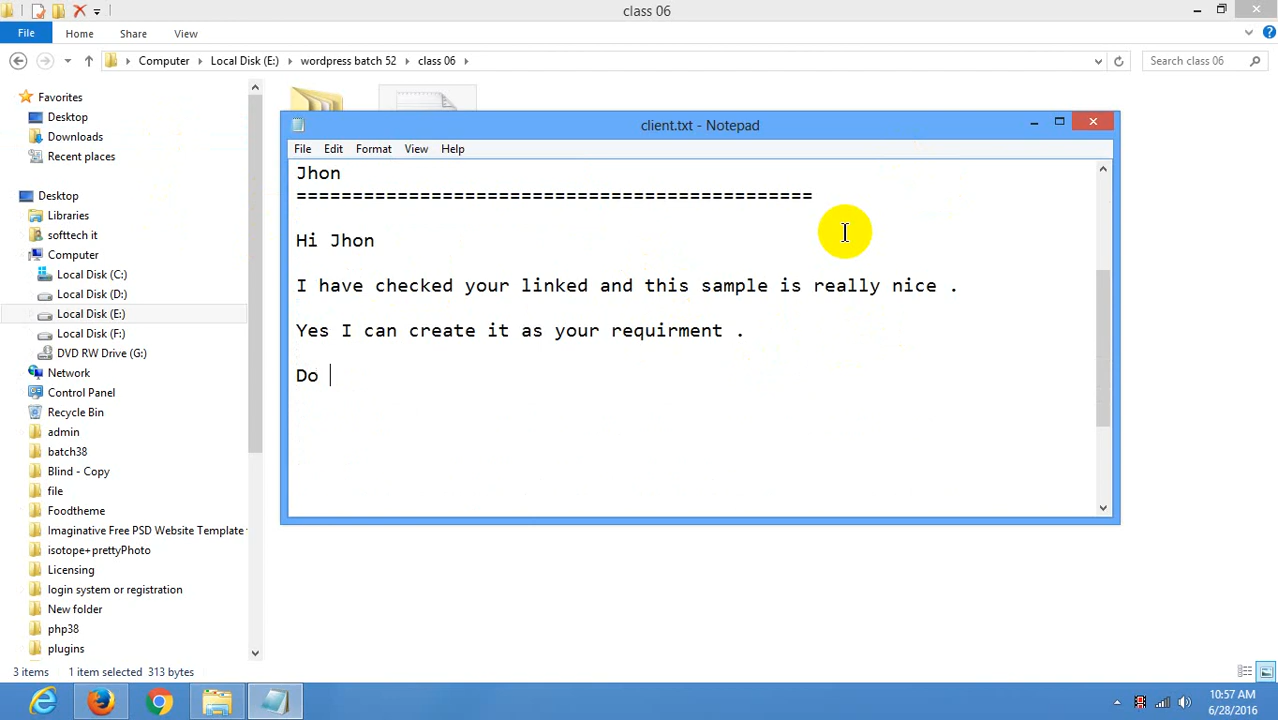 class 06
File Home Share View
Computer Local Disk (E:) wordpress batch 52 class 06
Search class 06
Favorites
Desktop
Downloads
Recent places
Desktop
Libraries
softtech it
Computer
Local Disk (C:)
Local Disk (D:)
Local Disk (E:)
Local Disk (F:)
DVD RW Drive (G:)
Network
Control Panel
Recycle Bin
admin
batch38
Blind - Copy
file
Foodtheme
Imaginative Free PSD Website Template
isotope+prettyPhoto
Licensing
login system or registration
New folder
php38
plugins
client.txt - Notepad
File Edit Format View Help
Jhon
==============================================
Hi Jhon
I have checked your linked and this sample is really nice .
Yes I can create it as your requirment .
Do
3 items 1 item selected 313 bytes
10:57 AM
6/28/2016